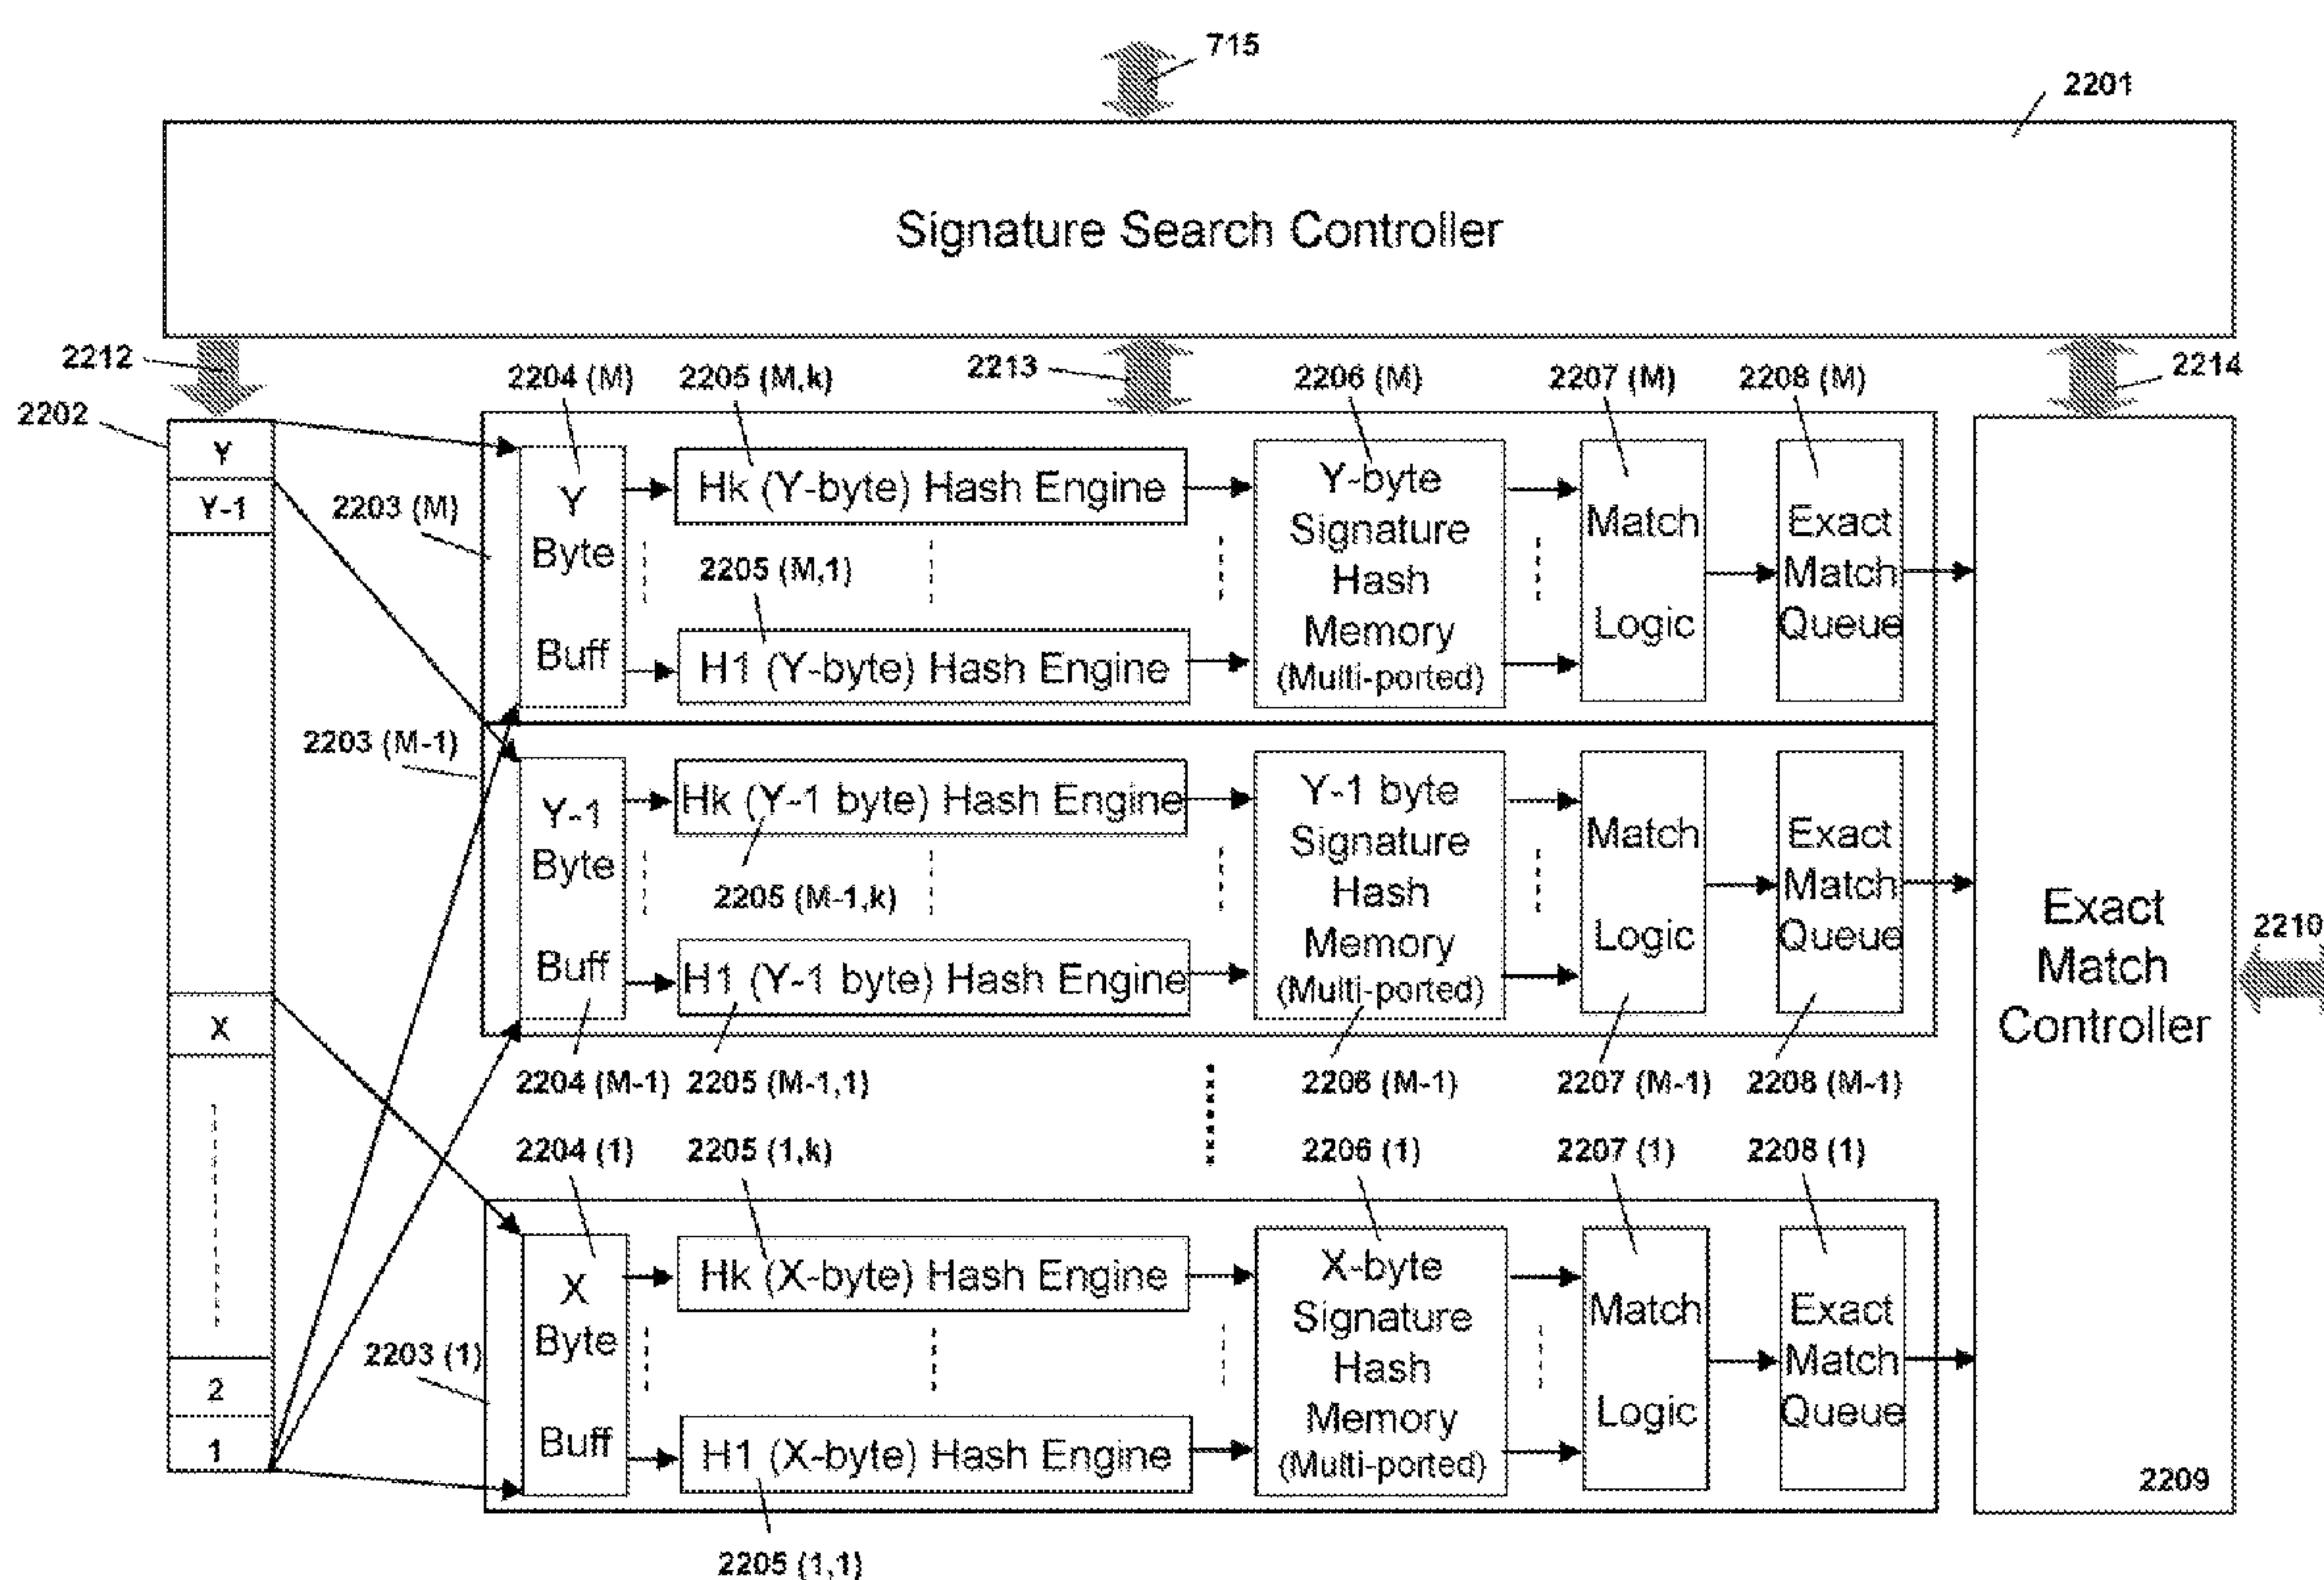 715
2201
Signature Search Controller
2212
2213
2214
2202
2204 (M)
2205 (M,k)
2206 (M)
2207 (M)
2208 (M)
Y
Y-1
X
2
1
2203 (M)
Y
Byte
Buff
Hk (Y-byte) Hash Engine
2205 (M,1)
H1 (Y-byte) Hash Engine
Y-byte
Signature
Hash
Memory
(Multi-ported)
Match
Logic
Exact
Match
Queue
2203 (M-1)
Y-1
Byte
Buff
Hk (Y-1 byte) Hash Engine
2205 (M-1,k)
H1 (Y-1 byte) Hash Engine
Y-1 byte
Signature
Hash
Memory
(Multi-ported)
Match
Logic
Exact
Match
Queue
2204 (M-1)
2205 (M-1,1)
2206 (M-1)
2207 (M-1)
2208 (M-1)
2204 (1)
2205 (1,k)
2206 (1)
2207 (1)
2208 (1)
2203 (1)
X
Byte
Buff
Hk (X-byte) Hash Engine
H1 (X-byte) Hash Engine
X-byte
Signature
Hash
Memory
(Multi-ported)
Match
Logic
Exact
Match
Queue
2205 (1,1)
Exact
Match
Controller
2210
2209